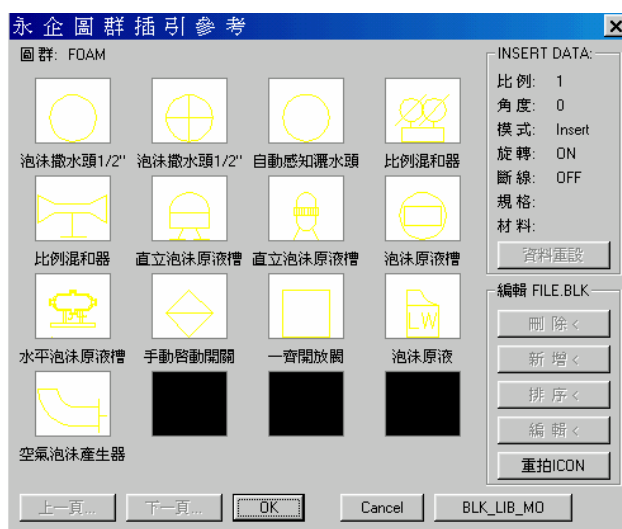 永企圖群插引參考
圖群: FOAM
泡沫撒水頭1/2" 泡沫撒水頭1/2" 自動感知灑水頭 比例混和器
比例混和器 直立泡沫原液槽 直立泡沫原液槽 泡沫原液槽
LW
水平泡沫原液槽 手動啓動開關 一齊開放閥 泡沫原液
空氣泡沫產生器
INSERT DATA:
比例: 1
角度: 0
模式: Insert
旋轉: ON
斷線: OFF
規格:
材料:
資料重設
編輯 FILE.BLK
刪 除 <
新 增 <
排 序 <
編 輯 <
重拍ICON
上一頁... 下一頁... OK Cancel BLK_LIB_MO